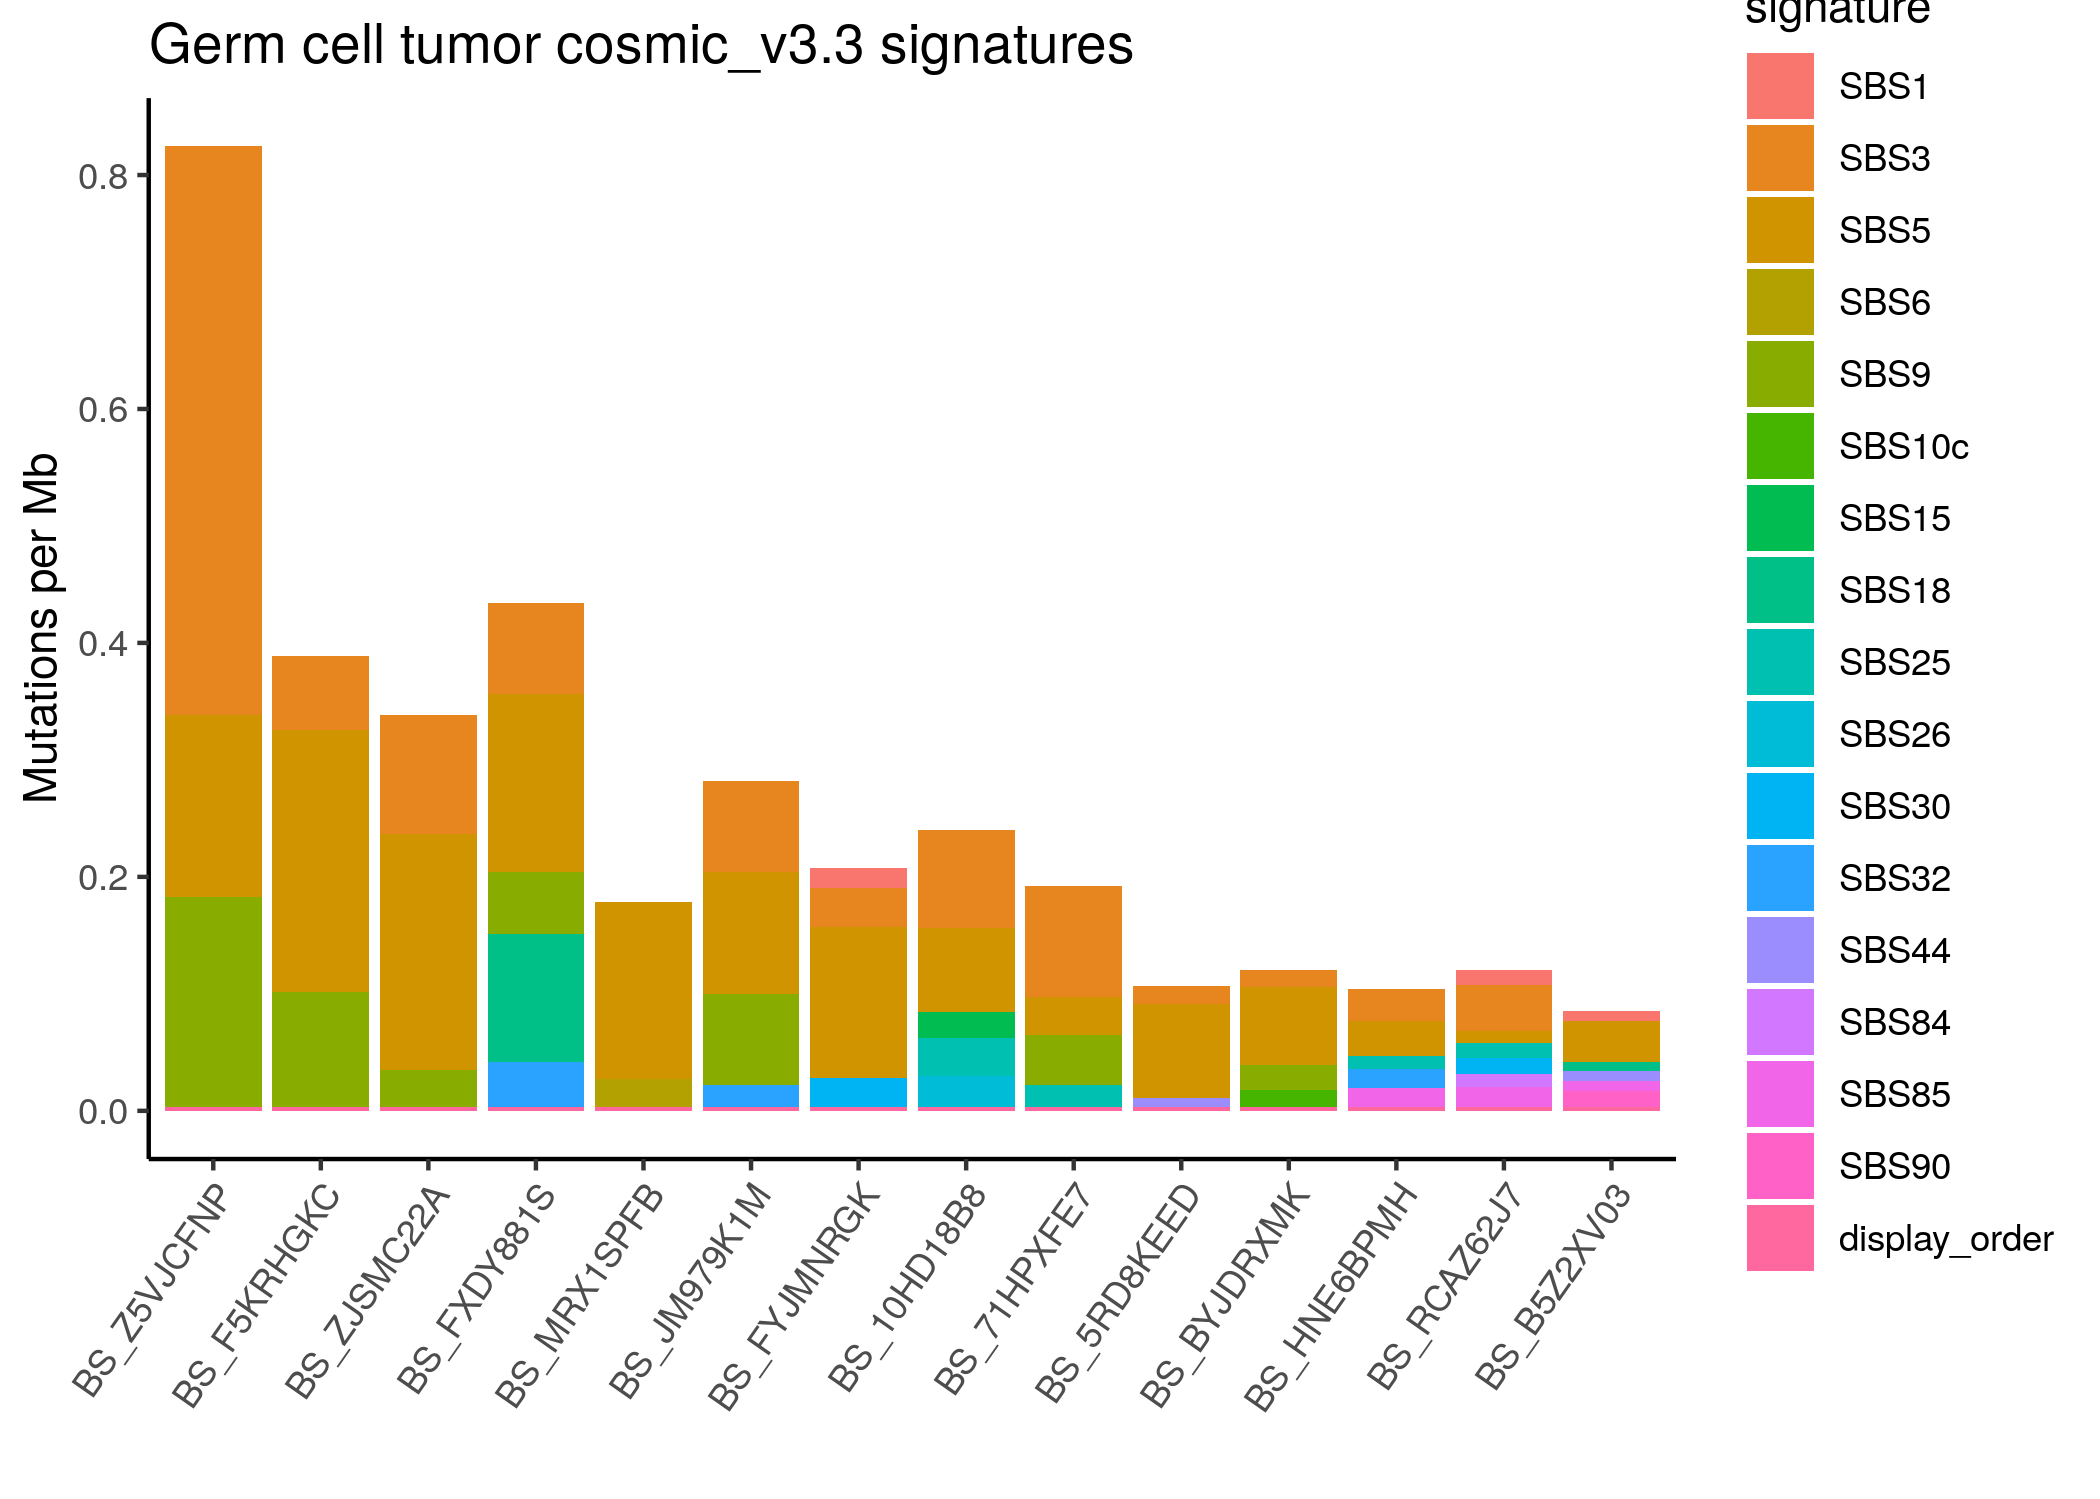 Germ cell tumor cosmic_v3.3 signatures
Mutations per Mb
0.8
0.6
0.4
0.2
0.0
BS_Z5VJCFNP
BS_F5KRHGKC
BS_ZJSMC22A
BS_FXDY881S
BS_MRX1SPFB
BS_JM979K1M
BS_FYJMNRGK
BS_10HD18B8
BS_71HPXFE7
BS_5RD8KEED
BS_BYJDRXMK
BS_HNE6BPMH
BS_RCAZ62J7
BS_B5Z2XV03
signature
SBS1
SBS3
SBS5
SBS6
SBS9
SBS10c
SBS15
SBS18
SBS25
SBS26
SBS30
SBS32
SBS44
SBS84
SBS85
SBS90
display_order